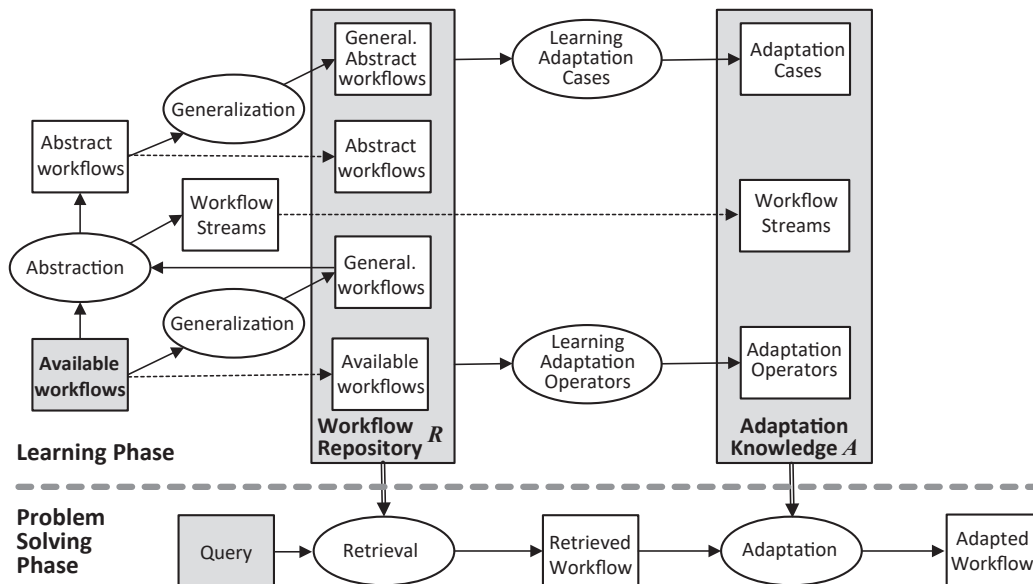 General.
Abstract
workflows
Learning
Adaptation
Cases
Adaptation
Cases
Generalization
Abstract
workflows
Abstract
workflows
Workflow
Streams
Workflow
Streams
Abstraction
General.
workflows
Generalization
Available
workflows
Available
workflows
Learning
Adaptation
Operators
Adaptation
Operators
Workflow
Repository R
Adaptation
Knowledge A
Learning Phase
Problem
Solving
Phase
Query
Retrieval
Retrieved
Workflow
Adaptation
Adapted
Workflow